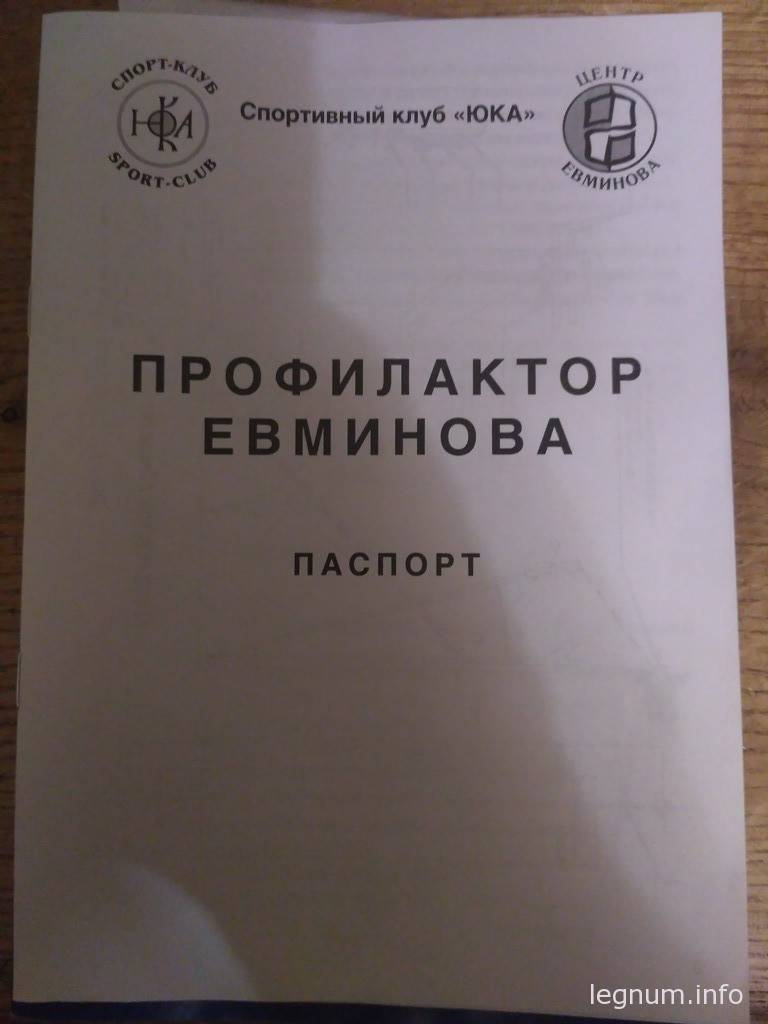 СПОРТ-КЛУБ
ЮКА
SPORT-CLUB
Спортивный клуб «ЮКА»
ЦЕНТР
ЕВМИНОВА
ПРОФИЛАКТОР
ЕВМИНОВА
ПАСПОРТ
legnum.info